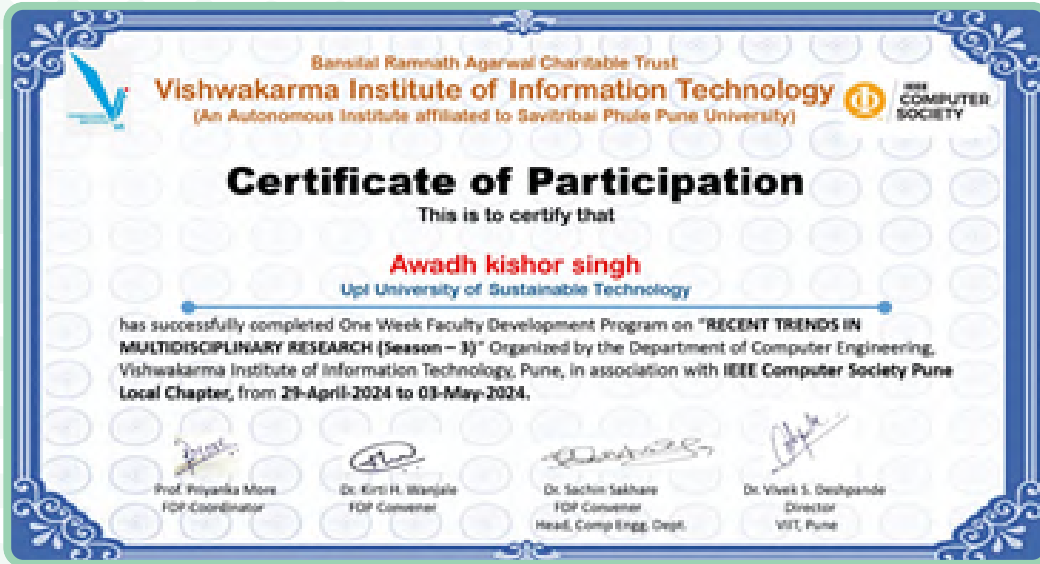 Bansilal Ramnath Agarwal Charitable Trust
Vishwakarma Institute of Information Technology
(An Autonomous Institute affiliated to Savitribai Phule Pune University)
IEEE
COMPUTER
SOCIETY
Certificate of Participation
This is to certify that
Awadh kishor singh
Upl University of Sustainable Technology
has successfully completed One Week Faculty Development Program on "RECENT TRENDS IN
MULTIDISCIPLINARY RESEARCH (Season – 3)" Organized by the Department of Computer Engineering,
Vishwakarma Institute of Information Technology, Pune, in association with IEEE Computer Society Pune
Local Chapter, from 29-April-2024 to 03-May-2024.
Prof. Priyanka More
FDP Coordinator
Dr. Kirti H. Wanjale
FDP Convener
Dr. Sachin Sakhare
FDP Convener
Head, Comp Engg. Dept.
Dr. Vivek S. Deshpande
Director
VIIT, Pune